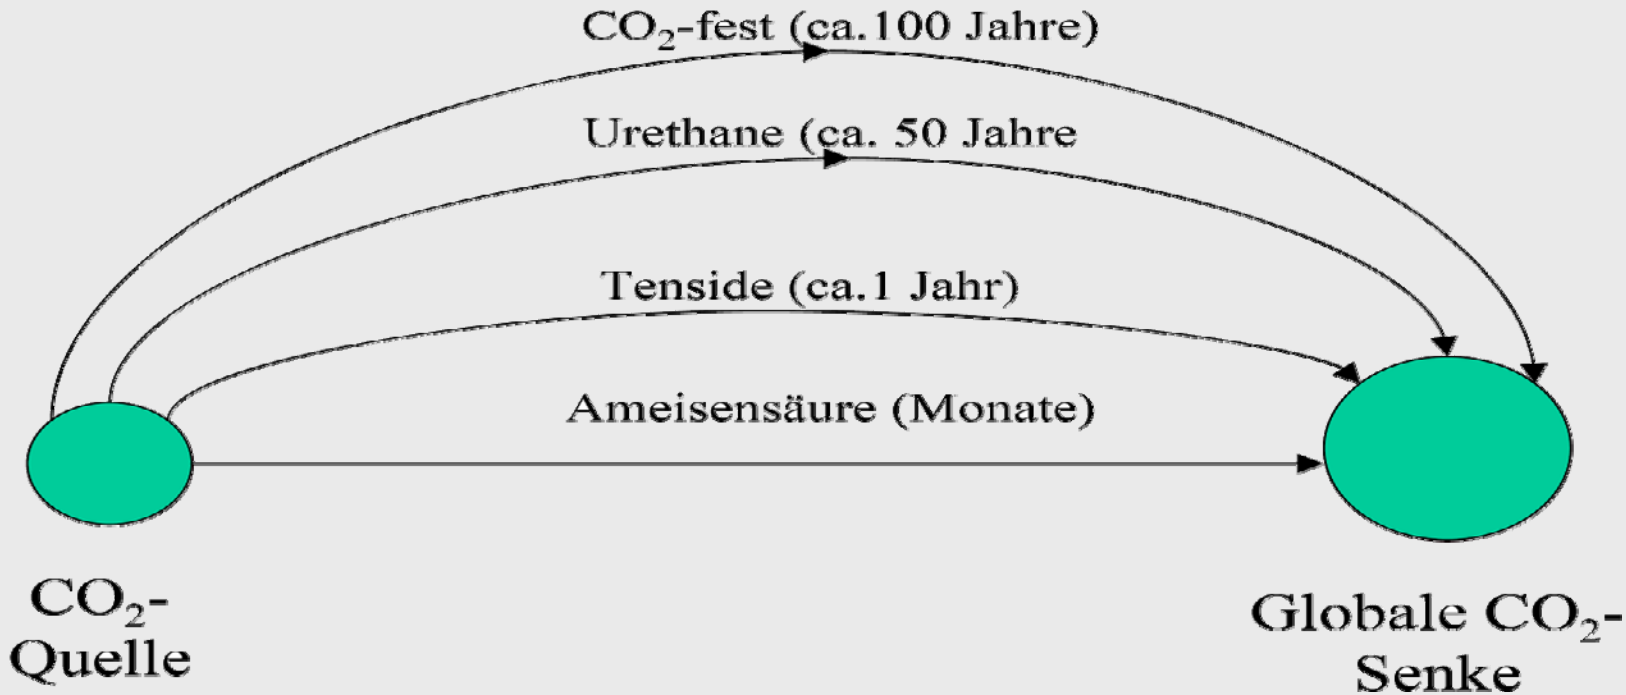 CO₂-fest (ca.100 Jahre)
Urethane (ca. 50 Jahre
Tenside (ca.1 Jahr)
Ameisensäure (Monate)
CO₂-
Quelle
Globale CO₂-
Senke